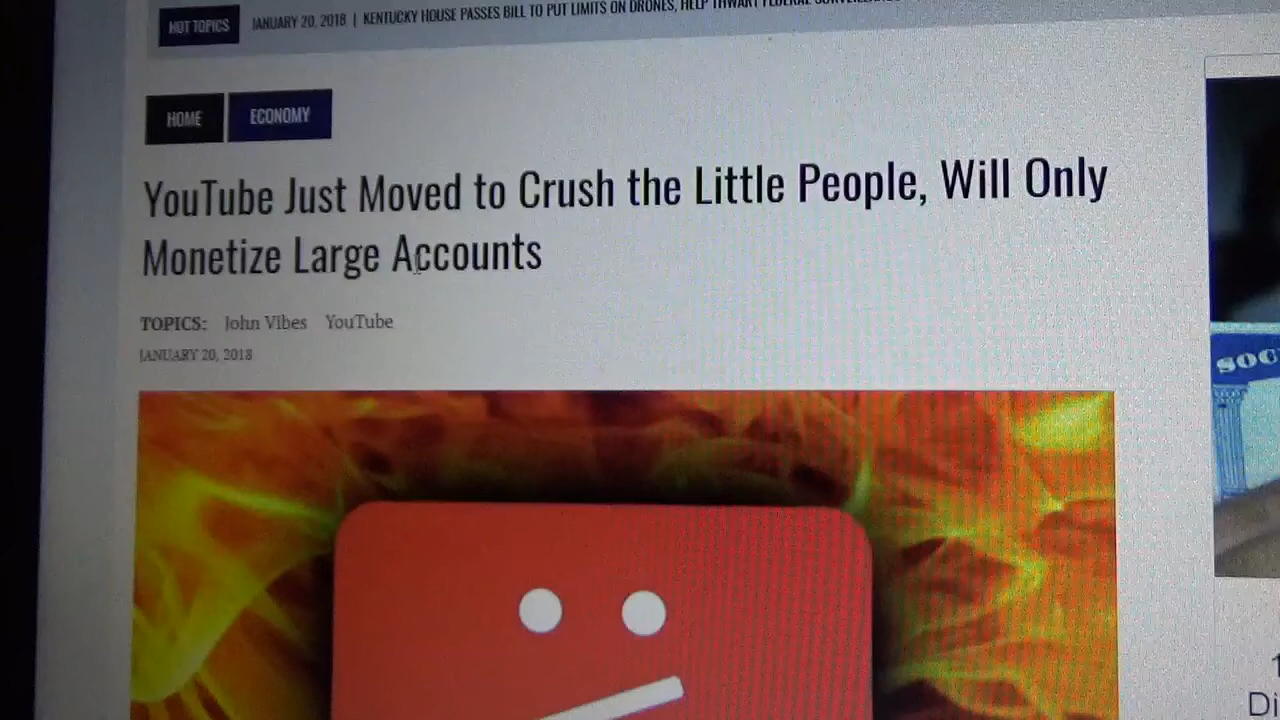 HOT TOPICS JANUARY 20, 2018 | KENTUCKY HOUSE PASSES BILL TO PUT LIMITS ON DRONES, HELP THWART FEDERAL
HOME ECONOMY
YouTube Just Moved to Crush the Little People, Will Only
Monetize Large Accounts
TOPICS: John Vibes YouTube
JANUARY 20, 2018
SOC
Di